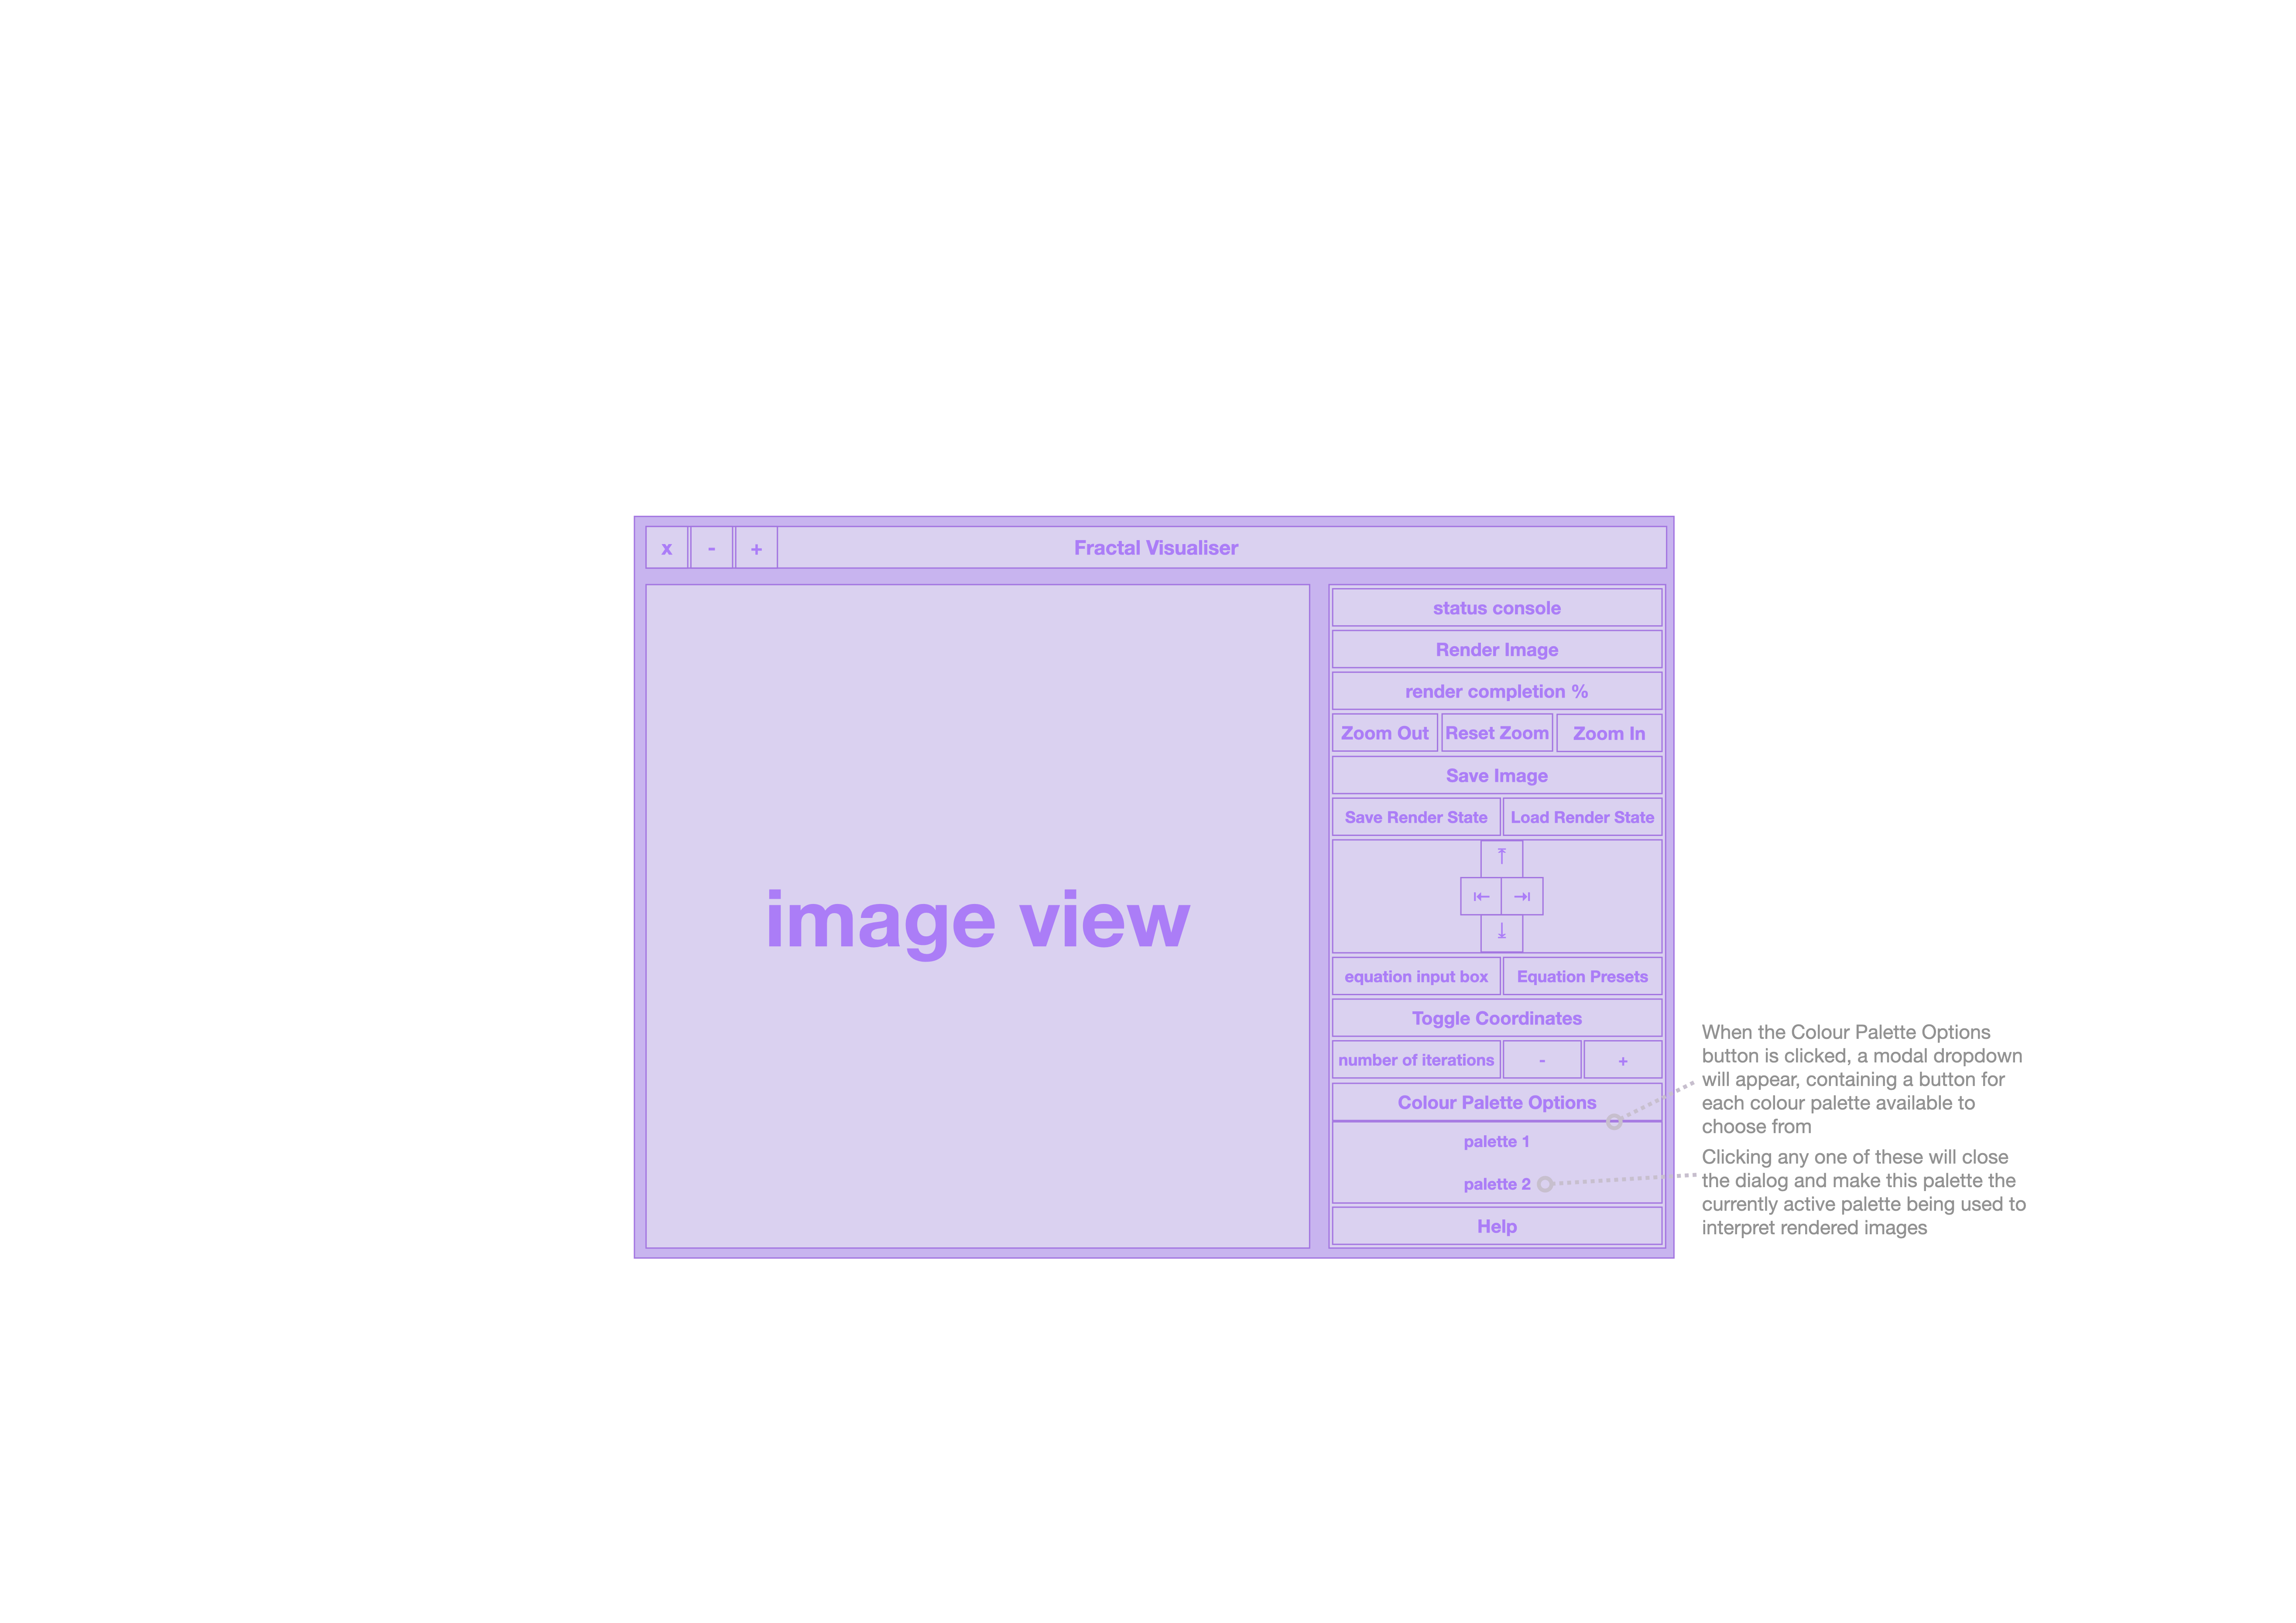 x - + Fractal Visualiser
image view
status console
Render Image
render completion %
Zoom Out Reset Zoom Zoom In
Save Image
Save Render State Load Render State
⤒
⇤ ⇥
⤓
equation input box Equation Presets
Toggle Coordinates
number of iterations - +
Colour Palette Options
palette 1
palette 2
Help
When the Colour Palette Options
button is clicked, a modal dropdown
will appear, containing a button for
each colour palette available to
choose from
Clicking any one of these will close
the dialog and make this palette the
currently active palette being used to
interpret rendered images